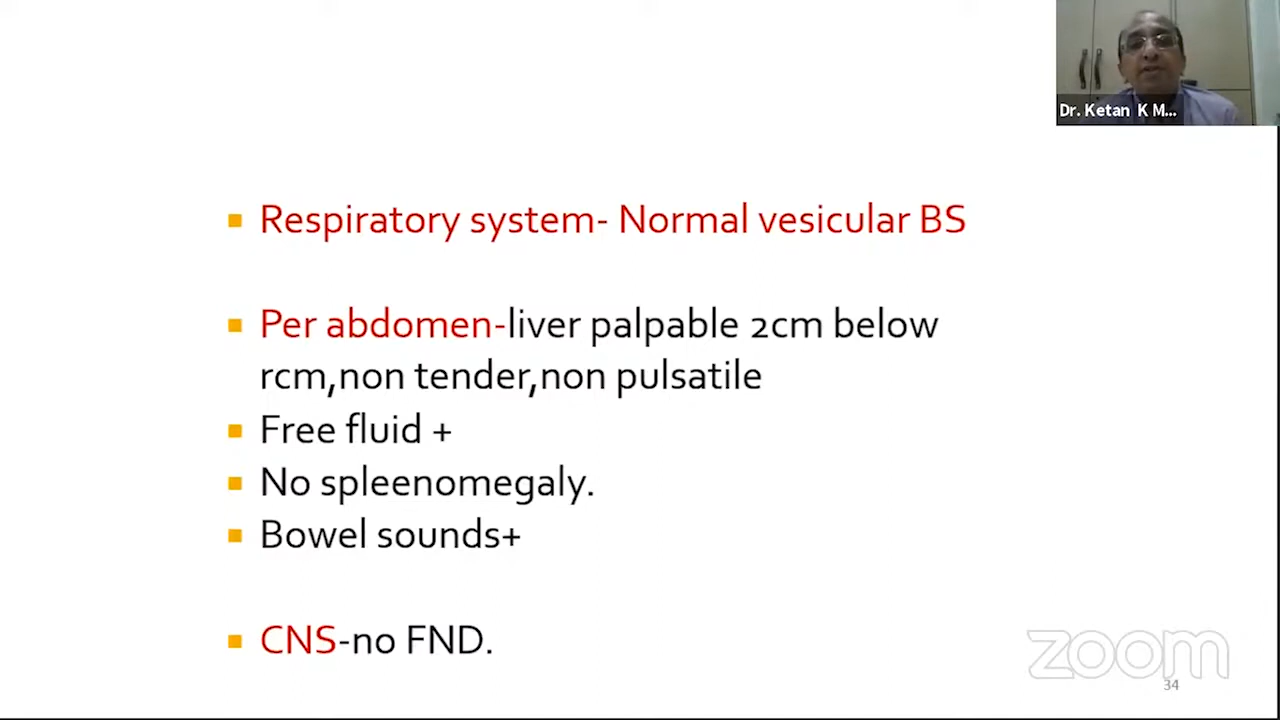 Dr. Ketan K M...
Respiratory system- Normal vesicular BS
Per abdomen-liver palpable 2cm below
rcm,non tender,non pulsatile
Free fluid +
No spleenomegaly.
Bowel sounds+
CNS-no FND.
zoom
34